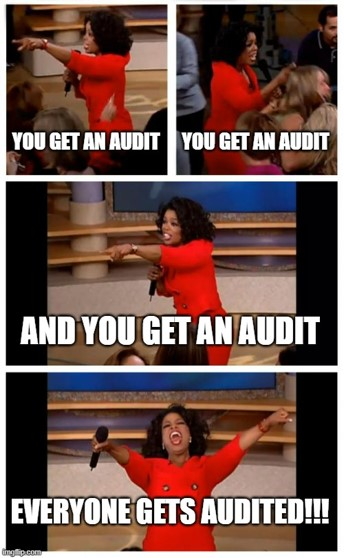 YOU GET AN AUDIT
YOU GET AN AUDIT
AND YOU GET AN AUDIT
EVERYONE GETS AUDITED!!!
imgflip.com